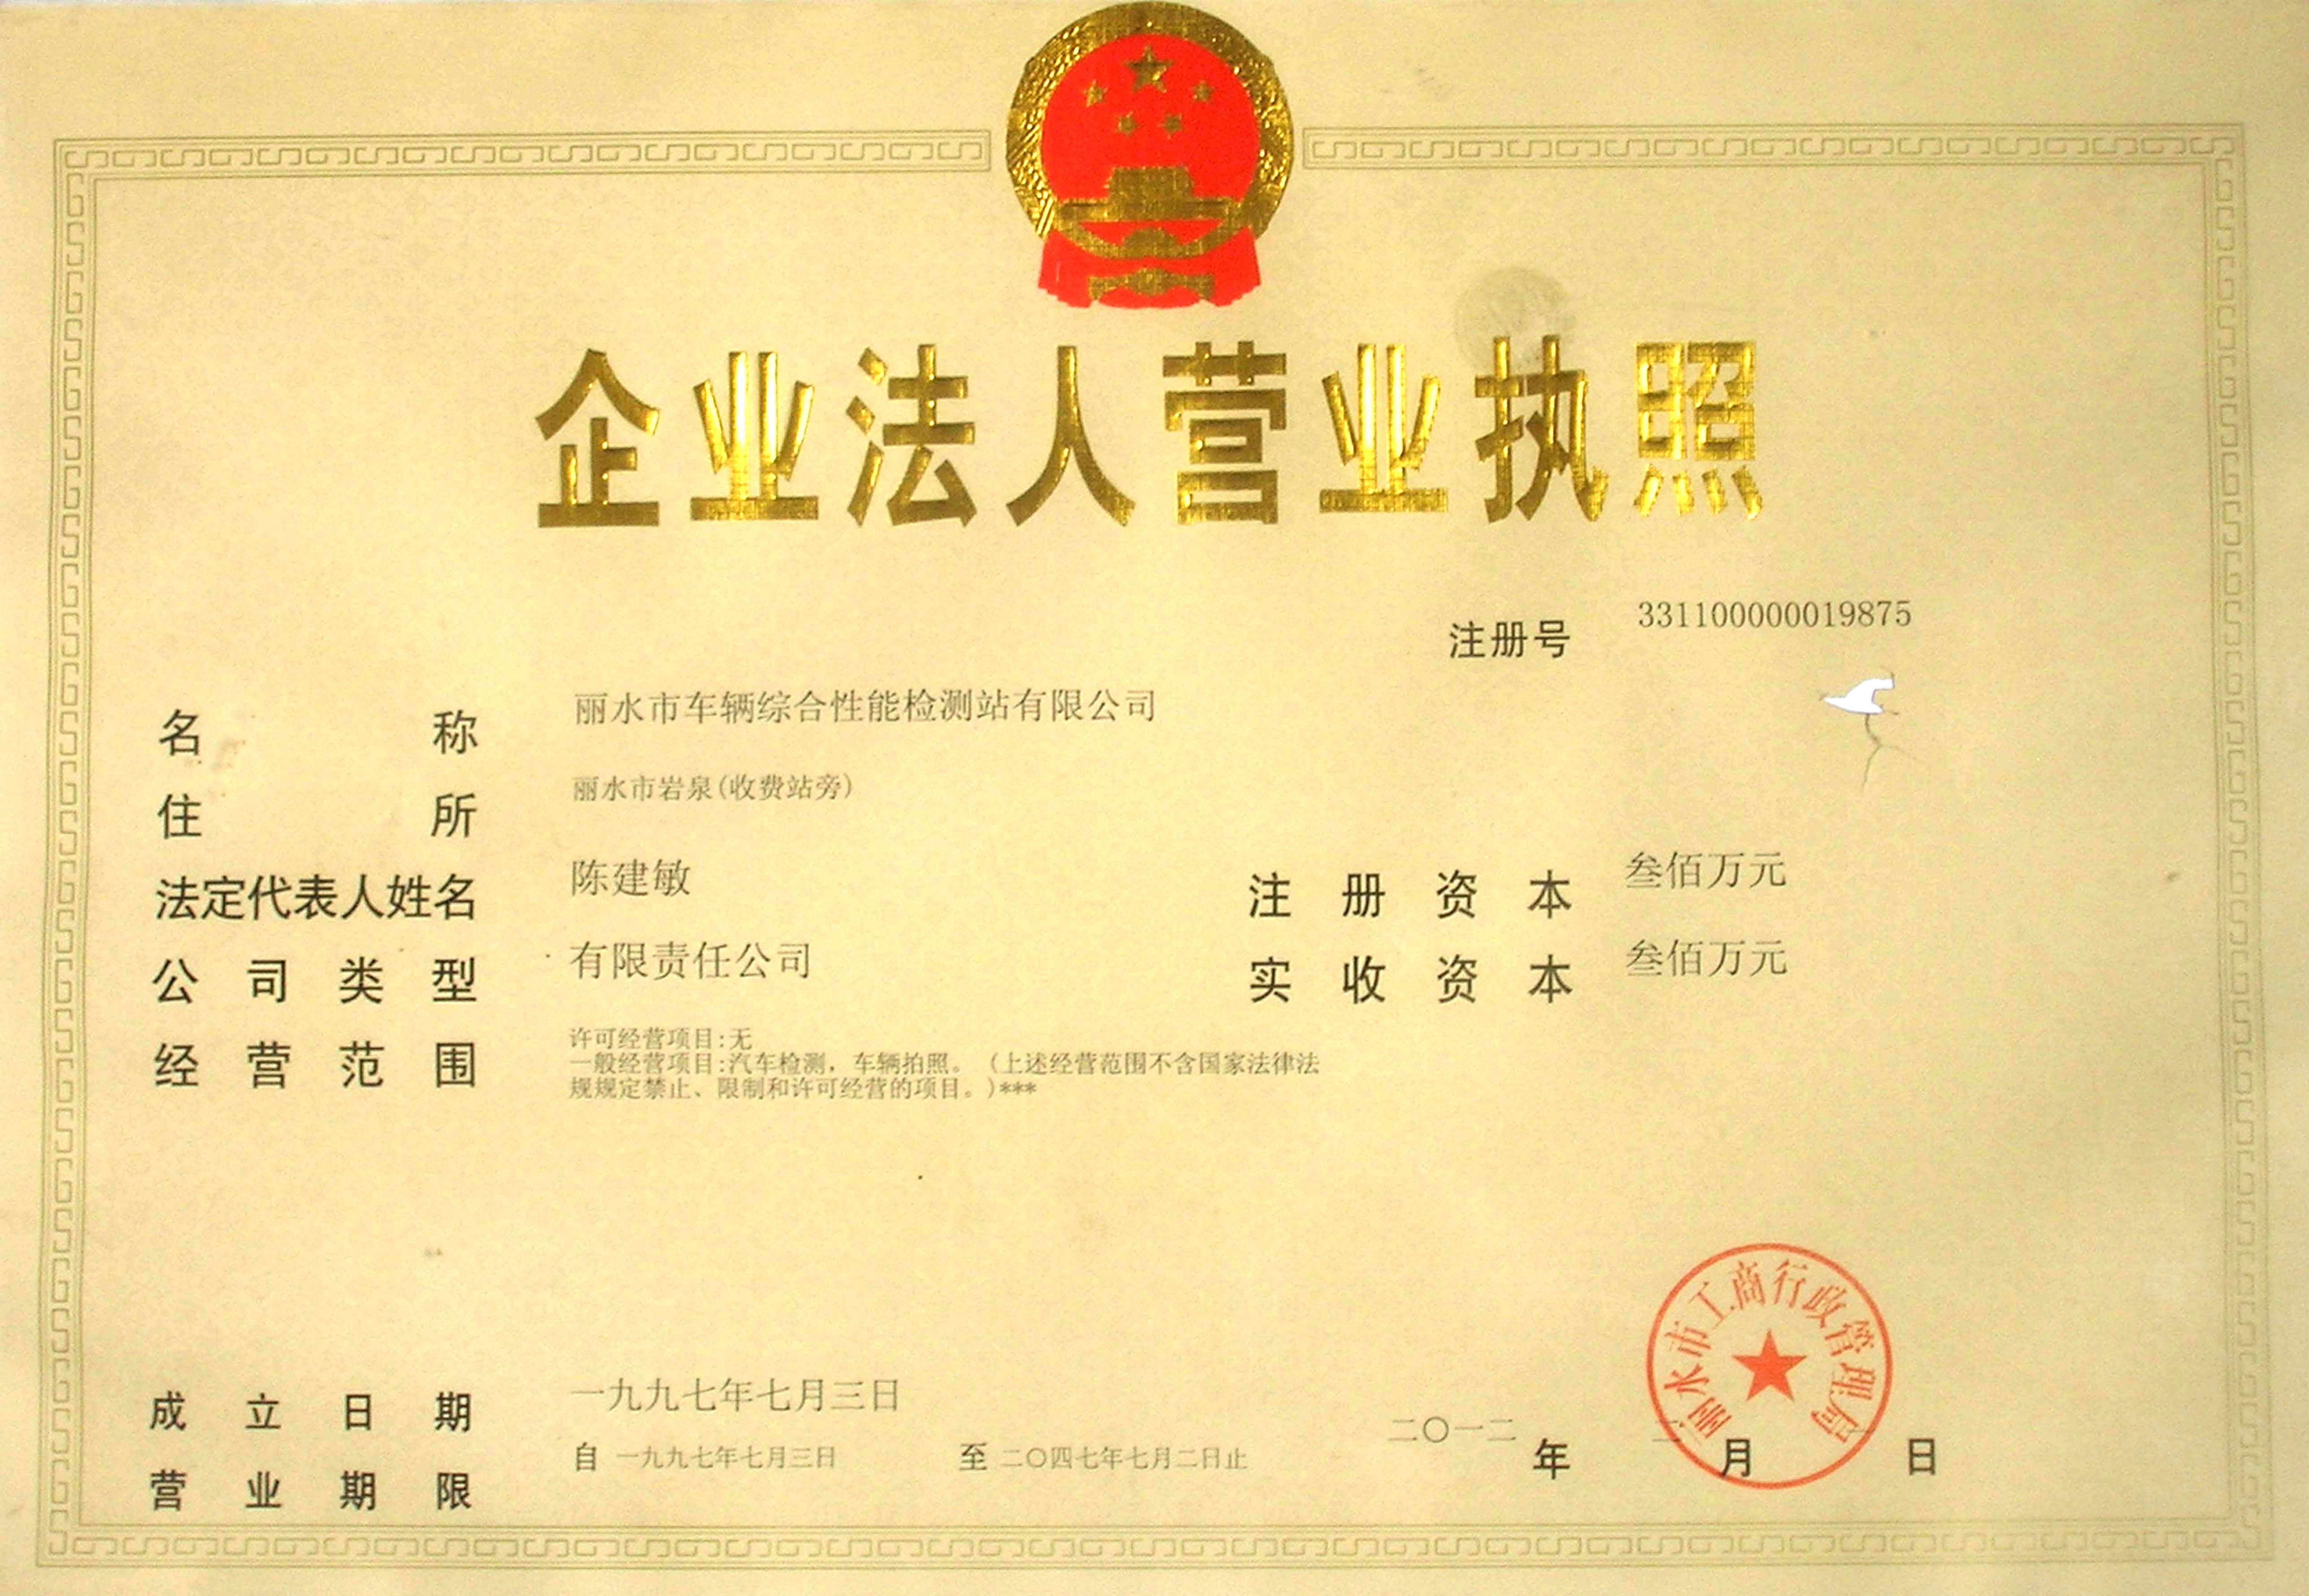 企业法人营业执照
注册号 331100000019875
名称 丽水市车辆综合性能检测站有限公司
住所 丽水市岩泉(收费站旁)
法定代表人姓名 陈建敏
注册资本 叁佰万元
公司类型 有限责任公司
实收资本 叁佰万元
经营范围 许可经营项目:无
一般经营项目:汽车检测，车辆拍照。（上述经营范围不含国家法律法
规规定禁止、限制和许可经营的项目。)***
成立日期 一九九七年七月三日
营业期限 自 一九九七年七月三日 至 二〇四七年七月二日止
二〇一二 年 月 日
丽水市工商行政管理局